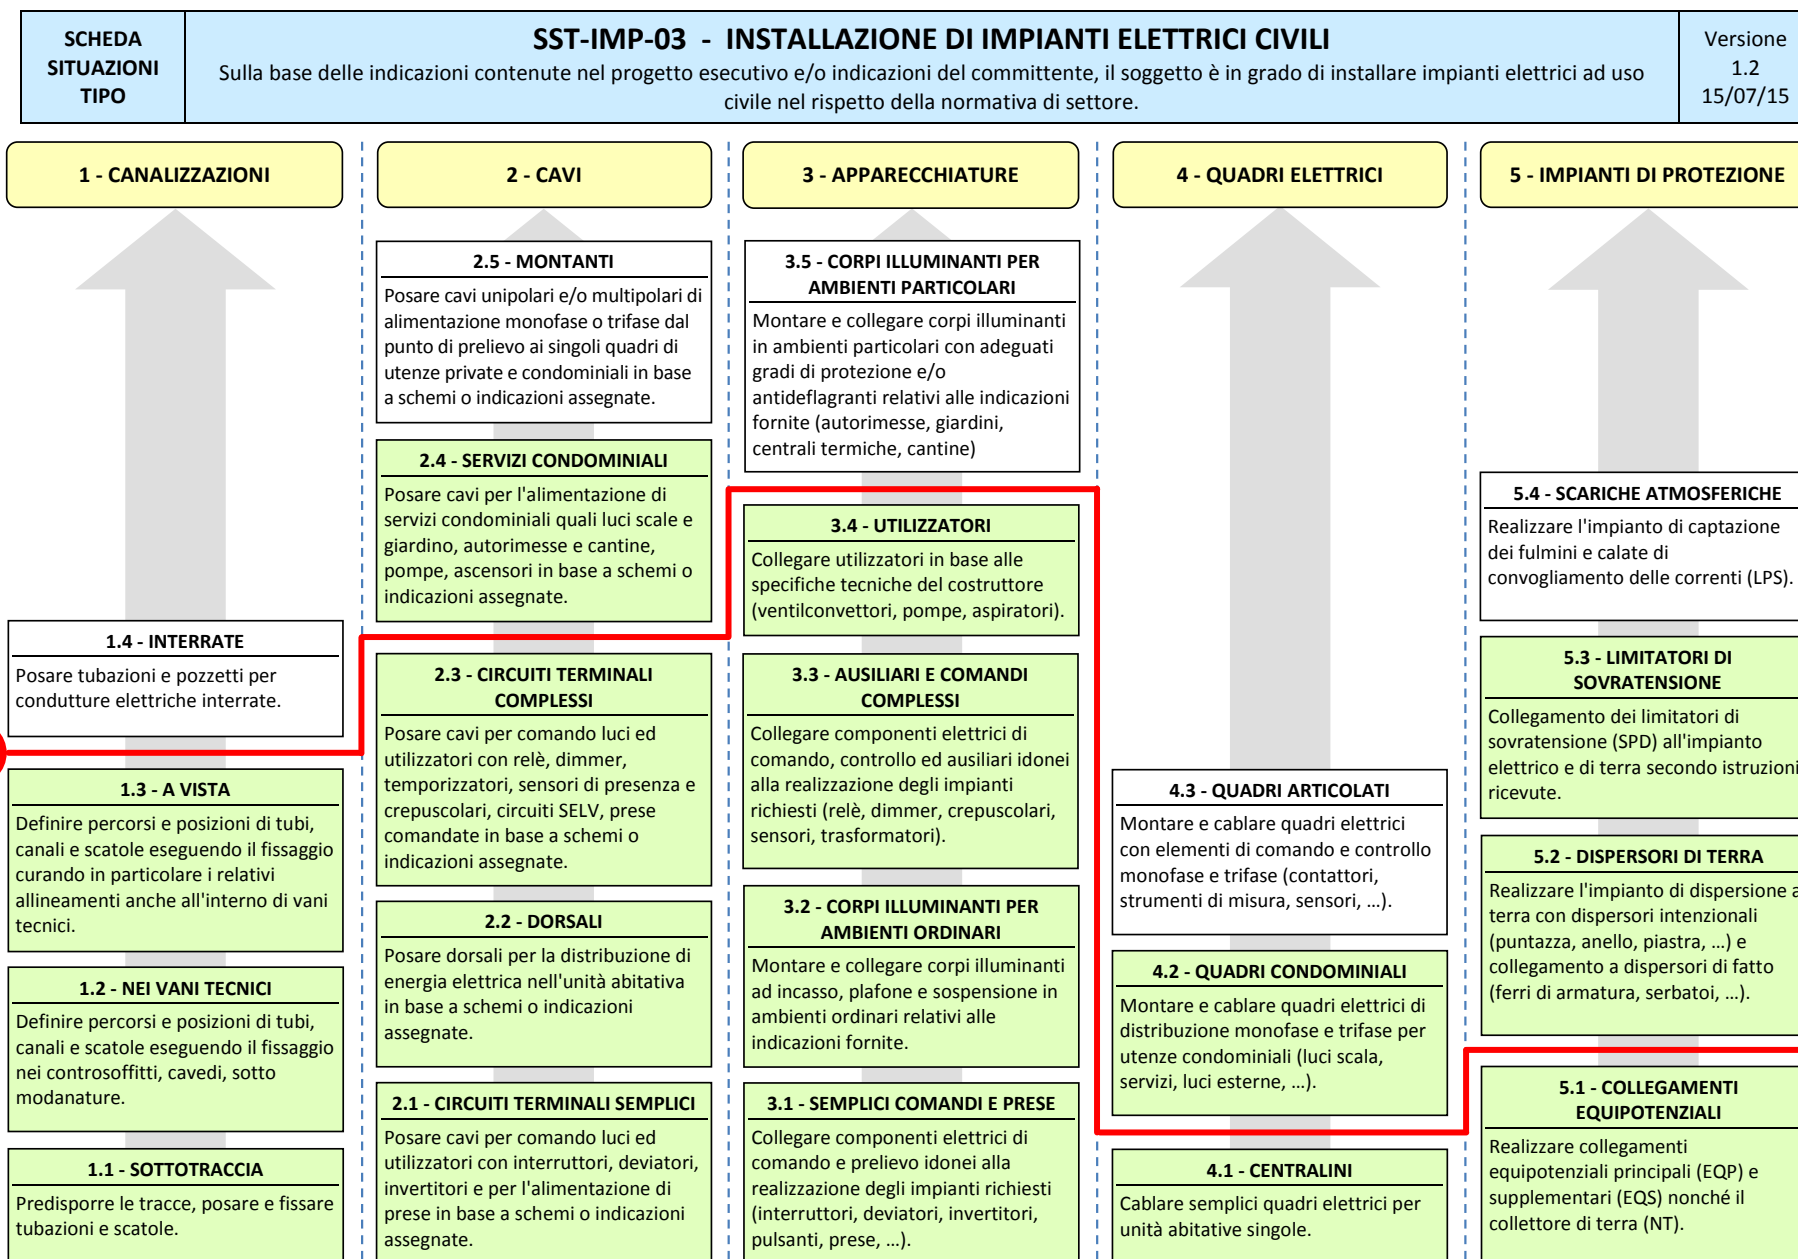 SCHEDA
SITUAZIONI
TIPO
SST-IMP-03 - INSTALLAZIONE DI IMPIANTI ELETTRICI CIVILI
Sulla base delle indicazioni contenute nel progetto esecutivo e/o indicazioni del committente, il soggetto è in grado di installare impianti elettrici ad uso
civile nel rispetto della normativa di settore.
Versione
1.2
15/07/15
1 - CANALIZZAZIONI
1.4 - INTERRATE
Posare tubazioni e pozzetti per
condutture elettriche interrate.
1.3 - A VISTA
Definire percorsi e posizioni di tubi,
canali e scatole eseguendo il fissaggio
curando in particolare i relativi
allineamenti anche all'interno di vani
tecnici.
1.2 - NEI VANI TECNICI
Definire percorsi e posizioni di tubi,
canali e scatole eseguendo il fissaggio
nei controsoffitti, cavedi, sotto
modanature.
1.1 - SOTTOTRACCIA
Predisporre le tracce, posare e fissare
tubazioni e scatole.
2 - CAVI
2.5 - MONTANTI
Posare cavi unipolari e/o multipolari di
alimentazione monofase o trifase dal
punto di prelievo ai singoli quadri di
utenze private e condominiali in base
a schemi o indicazioni assegnate.
2.4 - SERVIZI CONDOMINIALI
Posare cavi per l'alimentazione di
servizi condominiali quali luci scale e
giardino, autorimesse e cantine,
pompe, ascensori in base a schemi o
indicazioni assegnate.
2.3 - CIRCUITI TERMINALI
COMPLESSI
Posare cavi per comando luci ed
utilizzatori con relè, dimmer,
temporizzatori, sensori di presenza e
crepuscolari, circuiti SELV, prese
comandate in base a schemi o
indicazioni assegnate.
2.2 - DORSALI
Posare dorsali per la distribuzione di
energia elettrica nell'unità abitativa
in base a schemi o indicazioni
assegnate.
2.1 - CIRCUITI TERMINALI SEMPLICI
Posare cavi per comando luci ed
utilizzatori con interruttori, deviatori,
invertitori e per l'alimentazione di
prese in base a schemi o indicazioni
assegnate.
3 - APPARECCHIATURE
3.5 - CORPI ILLUMINANTI PER
AMBIENTI PARTICOLARI
Montare e collegare corpi illuminanti
in ambienti particolari con adeguati
gradi di protezione e/o
antideflagranti relativi alle indicazioni
fornite (autorimesse, giardini,
centrali termiche, cantine)
3.4 - UTILIZZATORI
Collegare utilizzatori in base alle
specifiche tecniche del costruttore
(ventilconvettori, pompe, aspiratori).
3.3 - AUSILIARI E COMANDI
COMPLESSI
Collegare componenti elettrici di
comando, controllo ed ausiliari idonei
alla realizzazione degli impianti
richiesti (relè, dimmer, crepuscolari,
sensori, trasformatori).
3.2 - CORPI ILLUMINANTI PER
AMBIENTI ORDINARI
Montare e collegare corpi illuminanti
ad incasso, plafone e sospensione in
ambienti ordinari relativi alle
indicazioni fornite.
3.1 - SEMPLICI COMANDI E PRESE
Collegare componenti elettrici di
comando e prelievo idonei alla
realizzazione degli impianti richiesti
(interruttori, deviatori, invertitori,
pulsanti, prese, ...).
4 - QUADRI ELETTRICI
4.3 - QUADRI ARTICOLATI
Montare e cablare quadri elettrici
con elementi di comando e controllo
monofase e trifase (contattori,
strumenti di misura, sensori, ...).
4.2 - QUADRI CONDOMINIALI
Montare e cablare quadri elettrici di
distribuzione monofase e trifase per
utenze condominiali (luci scala,
servizi, luci esterne, ...).
4.1 - CENTRALINI
Cablare semplici quadri elettrici per
unità abitative singole.
5 - IMPIANTI DI PROTEZIONE
5.4 - SCARICHE ATMOSFERICHE
Realizzare l'impianto di captazione
dei fulmini e calate di
convogliamento delle correnti (LPS).
5.3 - LIMITATORI DI
SOVRATENSIONE
Collegamento dei limitatori di
sovratensione (SPD) all'impianto
elettrico e di terra secondo istruzioni
ricevute.
5.2 - DISPERSORI DI TERRA
Realizzare l'impianto di dispersione a
terra con dispersori intenzionali
(puntazza, anello, piastra, ...) e
collegamento a dispersori di fatto
(ferri di armatura, serbatoi, ...).
5.1 - COLLEGAMENTI
EQUIPOTENZIALI
Realizzare collegamenti
equipotenziali principali (EQP) e
supplementari (EQS) nonché il
collettore di terra (NT).